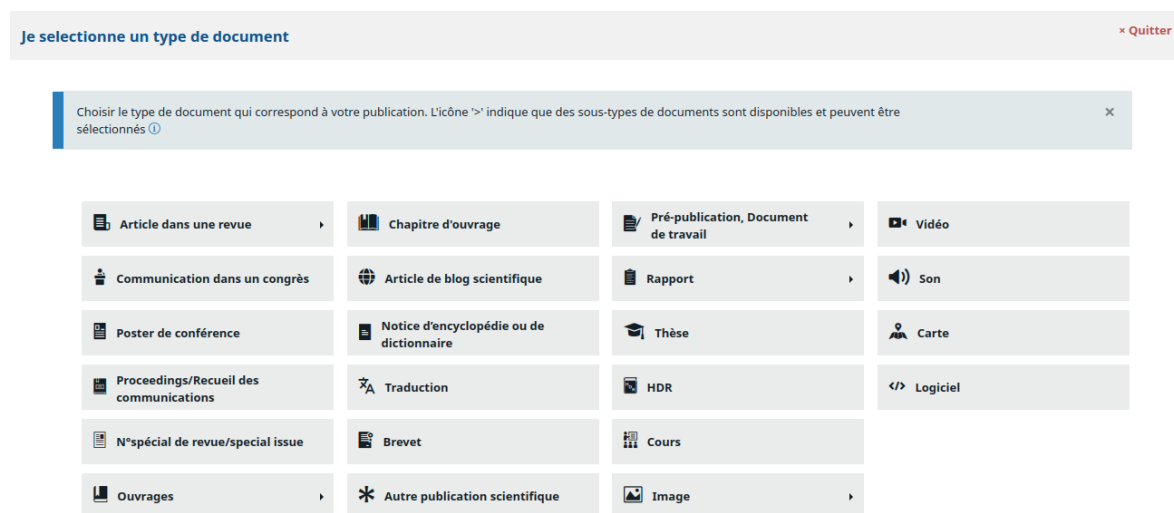 Je selectionne un type de document
× Quitter
Choisir le type de document qui correspond à votre publication. L'icône '>' indique que des sous-types de documents sont disponibles et peuvent être
sélectionnés
×
Article dans une revue
Chapitre d'ouvrage
Pré-publication, Document
de travail
Vidéo
Communication dans un congrès
Article de blog scientifique
Rapport
Son
Poster de conférence
Notice d'encyclopédie ou de
dictionnaire
Thèse
Carte
Proceedings/Recueil des
communications
Traduction
HDR
Logiciel
N°spécial de revue/special issue
Brevet
Cours
Ouvrages
Autre publication scientifique
Image